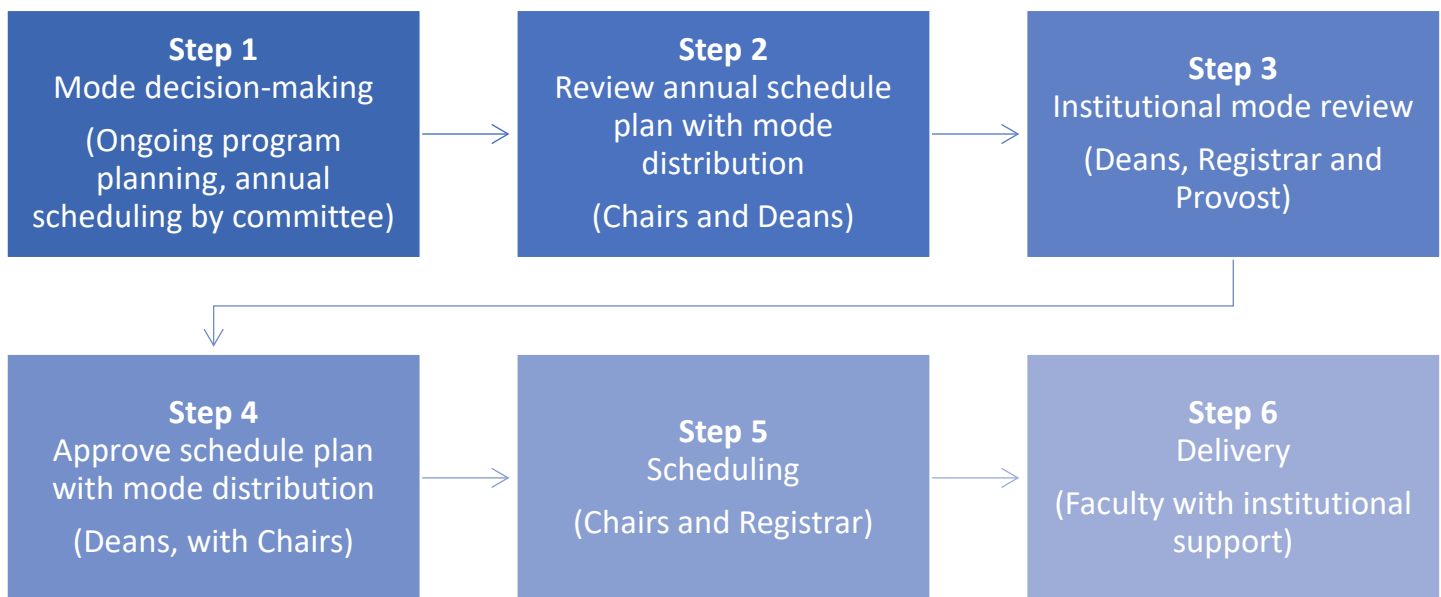 Step 1
Mode decision-making
(Ongoing program
planning, annual
scheduling by committee)
Step 2
Review annual schedule
plan with mode
distribution
(Chairs and Deans)
Step 3
Institutional mode review
(Deans, Registrar and
Provost)
Step 4
Approve schedule plan
with mode distribution
(Deans, with Chairs)
Step 5
Scheduling
(Chairs and Registrar)
Step 6
Delivery
(Faculty with institutional
support)